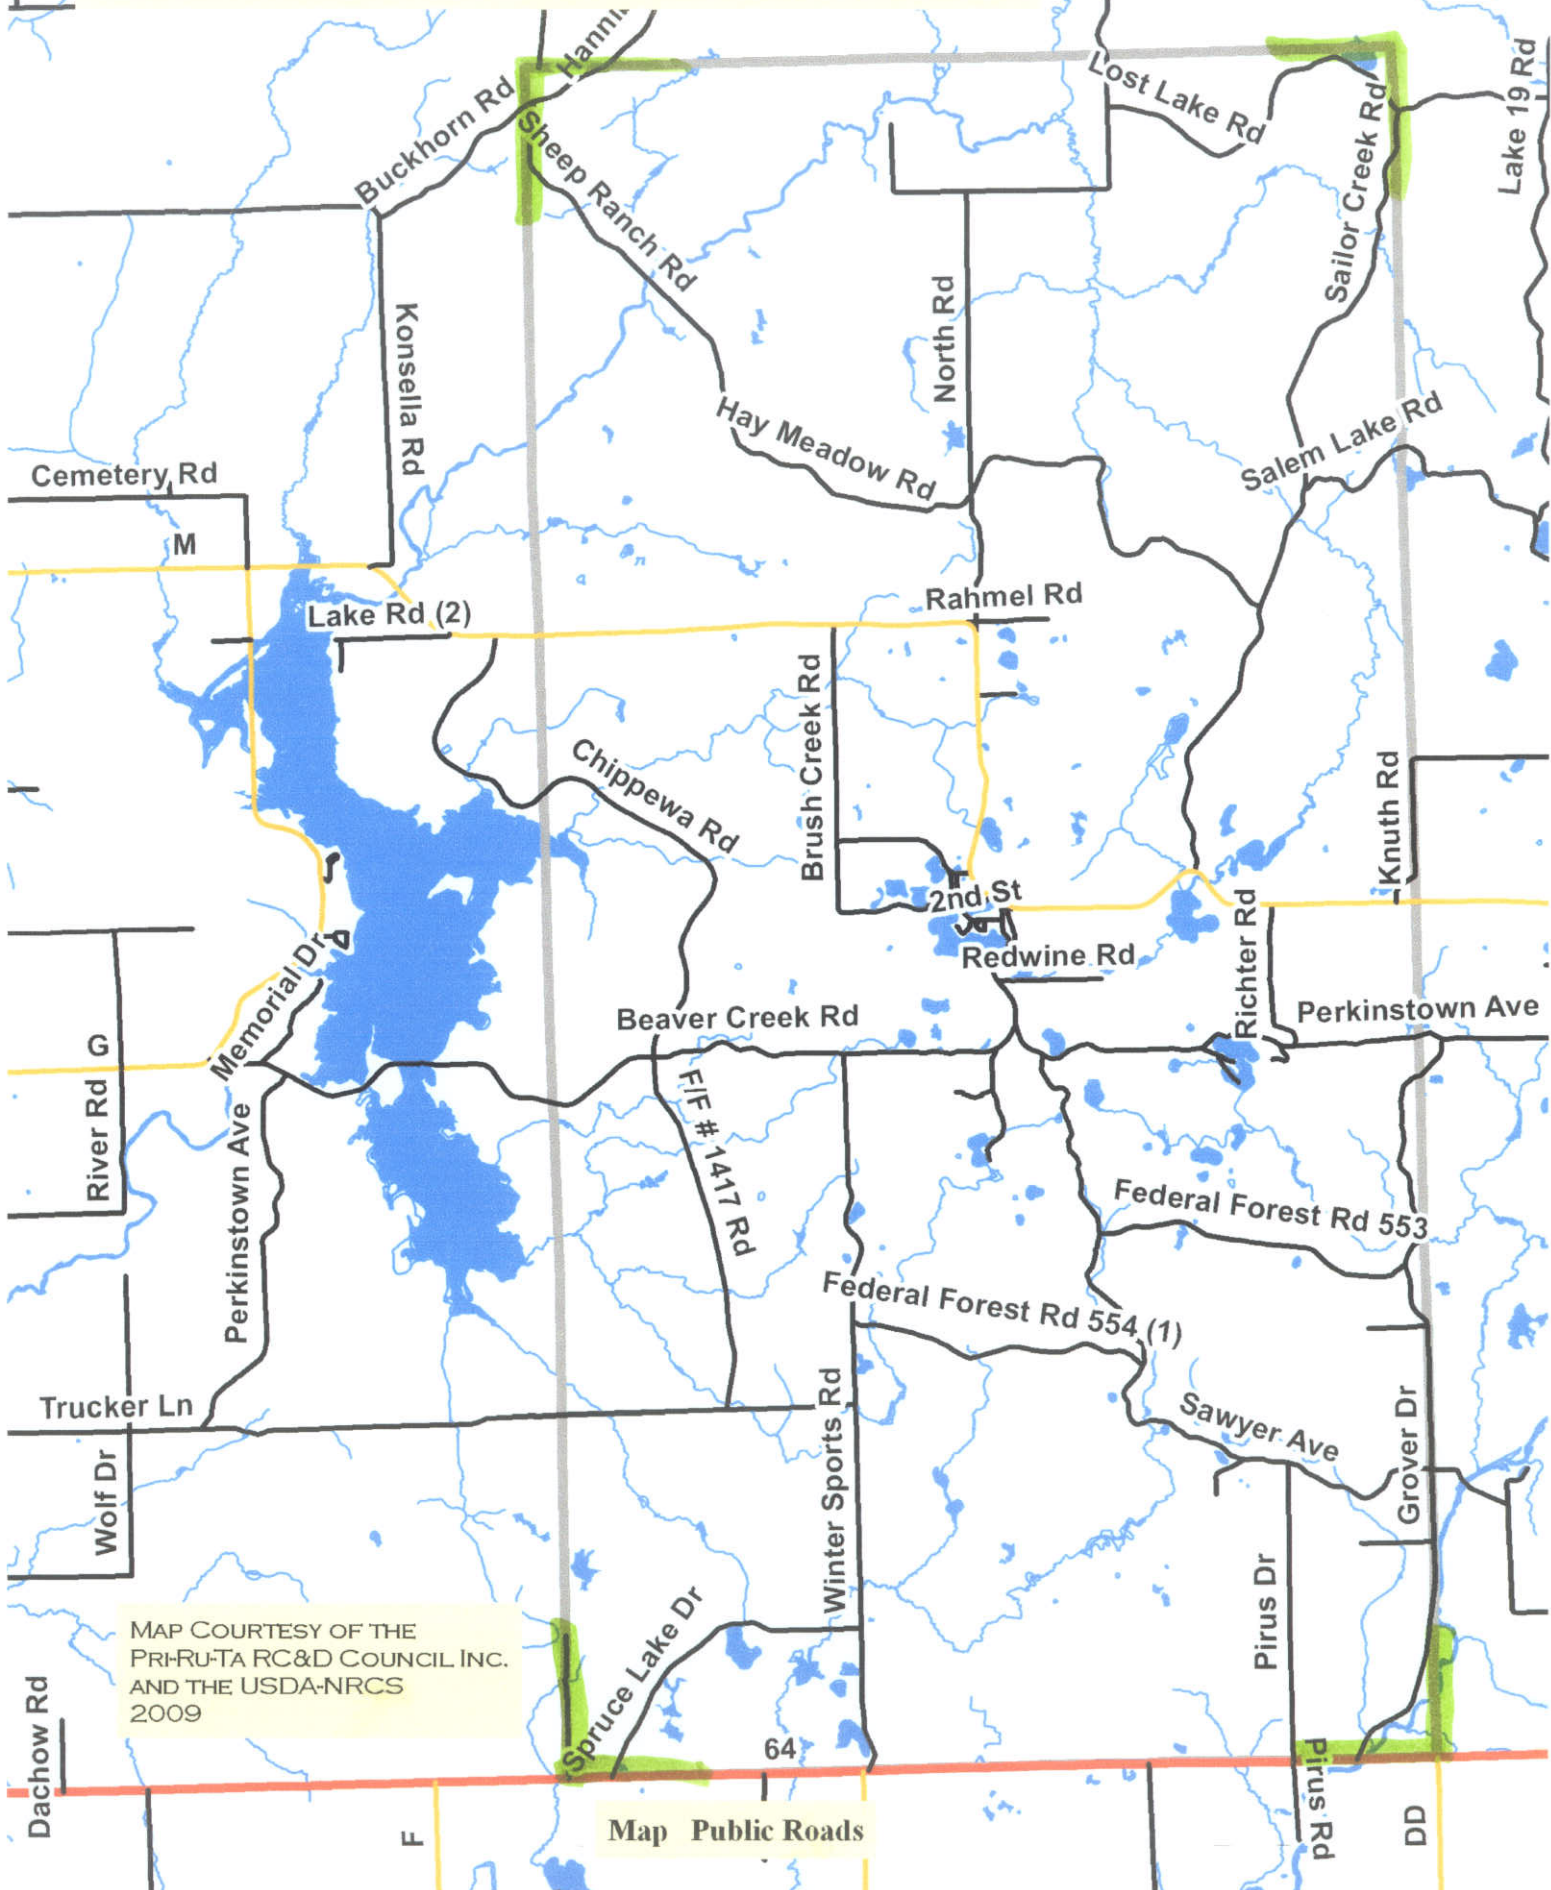 Hanni
Buckhorn Rd
Sheep Ranch Rd
Lost Lake Rd
Sailor Creek Rd
Lake 19 Rd
Konsella Rd
North Rd
Hay Meadow Rd
Salem Lake Rd
Cemetery Rd
M
Lake Rd (2)
Rahmel Rd
Brush Creek Rd
Chippewa Rd
Knuth Rd
2nd St
Redwine Rd
Richter Rd
Memorial Dr
Beaver Creek Rd
Perkinstown Ave
G
River Rd
Perkinstown Ave
F/F # 1417 Rd
Federal Forest Rd 553
Federal Forest Rd 554 (1)
Trucker Ln
Winter Sports Rd
Sawyer Ave
Grover Dr
Wolf Dr
Pirus Dr
Spruce Lake Dr
Map Courtesy of the
Pri-Ru-Ta RC&D Council Inc.
and the USDA-NRCS
2009
Dachow Rd
64
Pirus Rd
F
Map Public Roads
DD